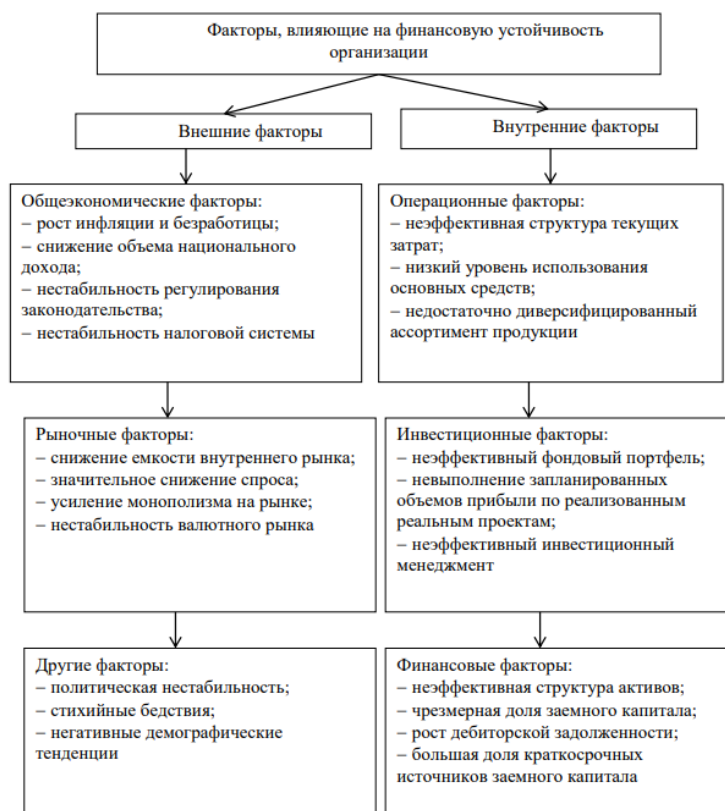 Факторы, влияющие на финансовую устойчивость
организации
Внешние факторы
Внутренние факторы
Общеэкономические факторы:
– рост инфляции и безработицы;
– снижение объема национального
дохода;
– нестабильность регулирования
законодательства;
– нестабильность налоговой системы
Операционные факторы:
– неэффективная структура текущих
затрат;
– низкий уровень использования
основных средств;
– недостаточно диверсифицированный
ассортимент продукции
Рыночные факторы:
– снижение емкости внутреннего рынка;
– значительное снижение спроса;
– усиление монополизма на рынке;
– нестабильность валютного рынка
Инвестиционные факторы:
– неэффективный фондовый портфель;
– невыполнение запланированных
объемов прибыли по реализованным
реальным проектам;
– неэффективный инвестиционный
менеджмент
Другие факторы:
– политическая нестабильность;
– стихийные бедствия;
– негативные демографические
тенденции
Финансовые факторы:
– неэффективная структура активов;
– чрезмерная доля заемного капитала;
– рост дебиторской задолженности;
– большая доля краткосрочных
источников заемного капитала